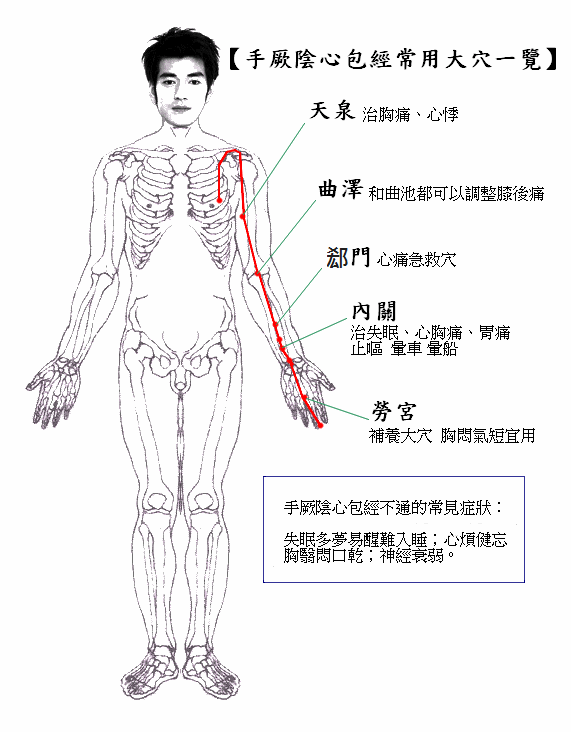 【手厥陰心包經常用大穴一覽】
天泉 治胸痛、心悸
曲澤 和曲池都可以調整膝後痛
郄門 心痛急救穴
內關
治失眠、心胸痛、胃痛
止嘔 暈車 暈船
勞宮
補養大穴 胸悶氣短宜用
手厥陰心包經不通的常見症狀：
失眠多夢易醒難入睡；心煩健忘
胸醫悶口乾；神經衰弱。